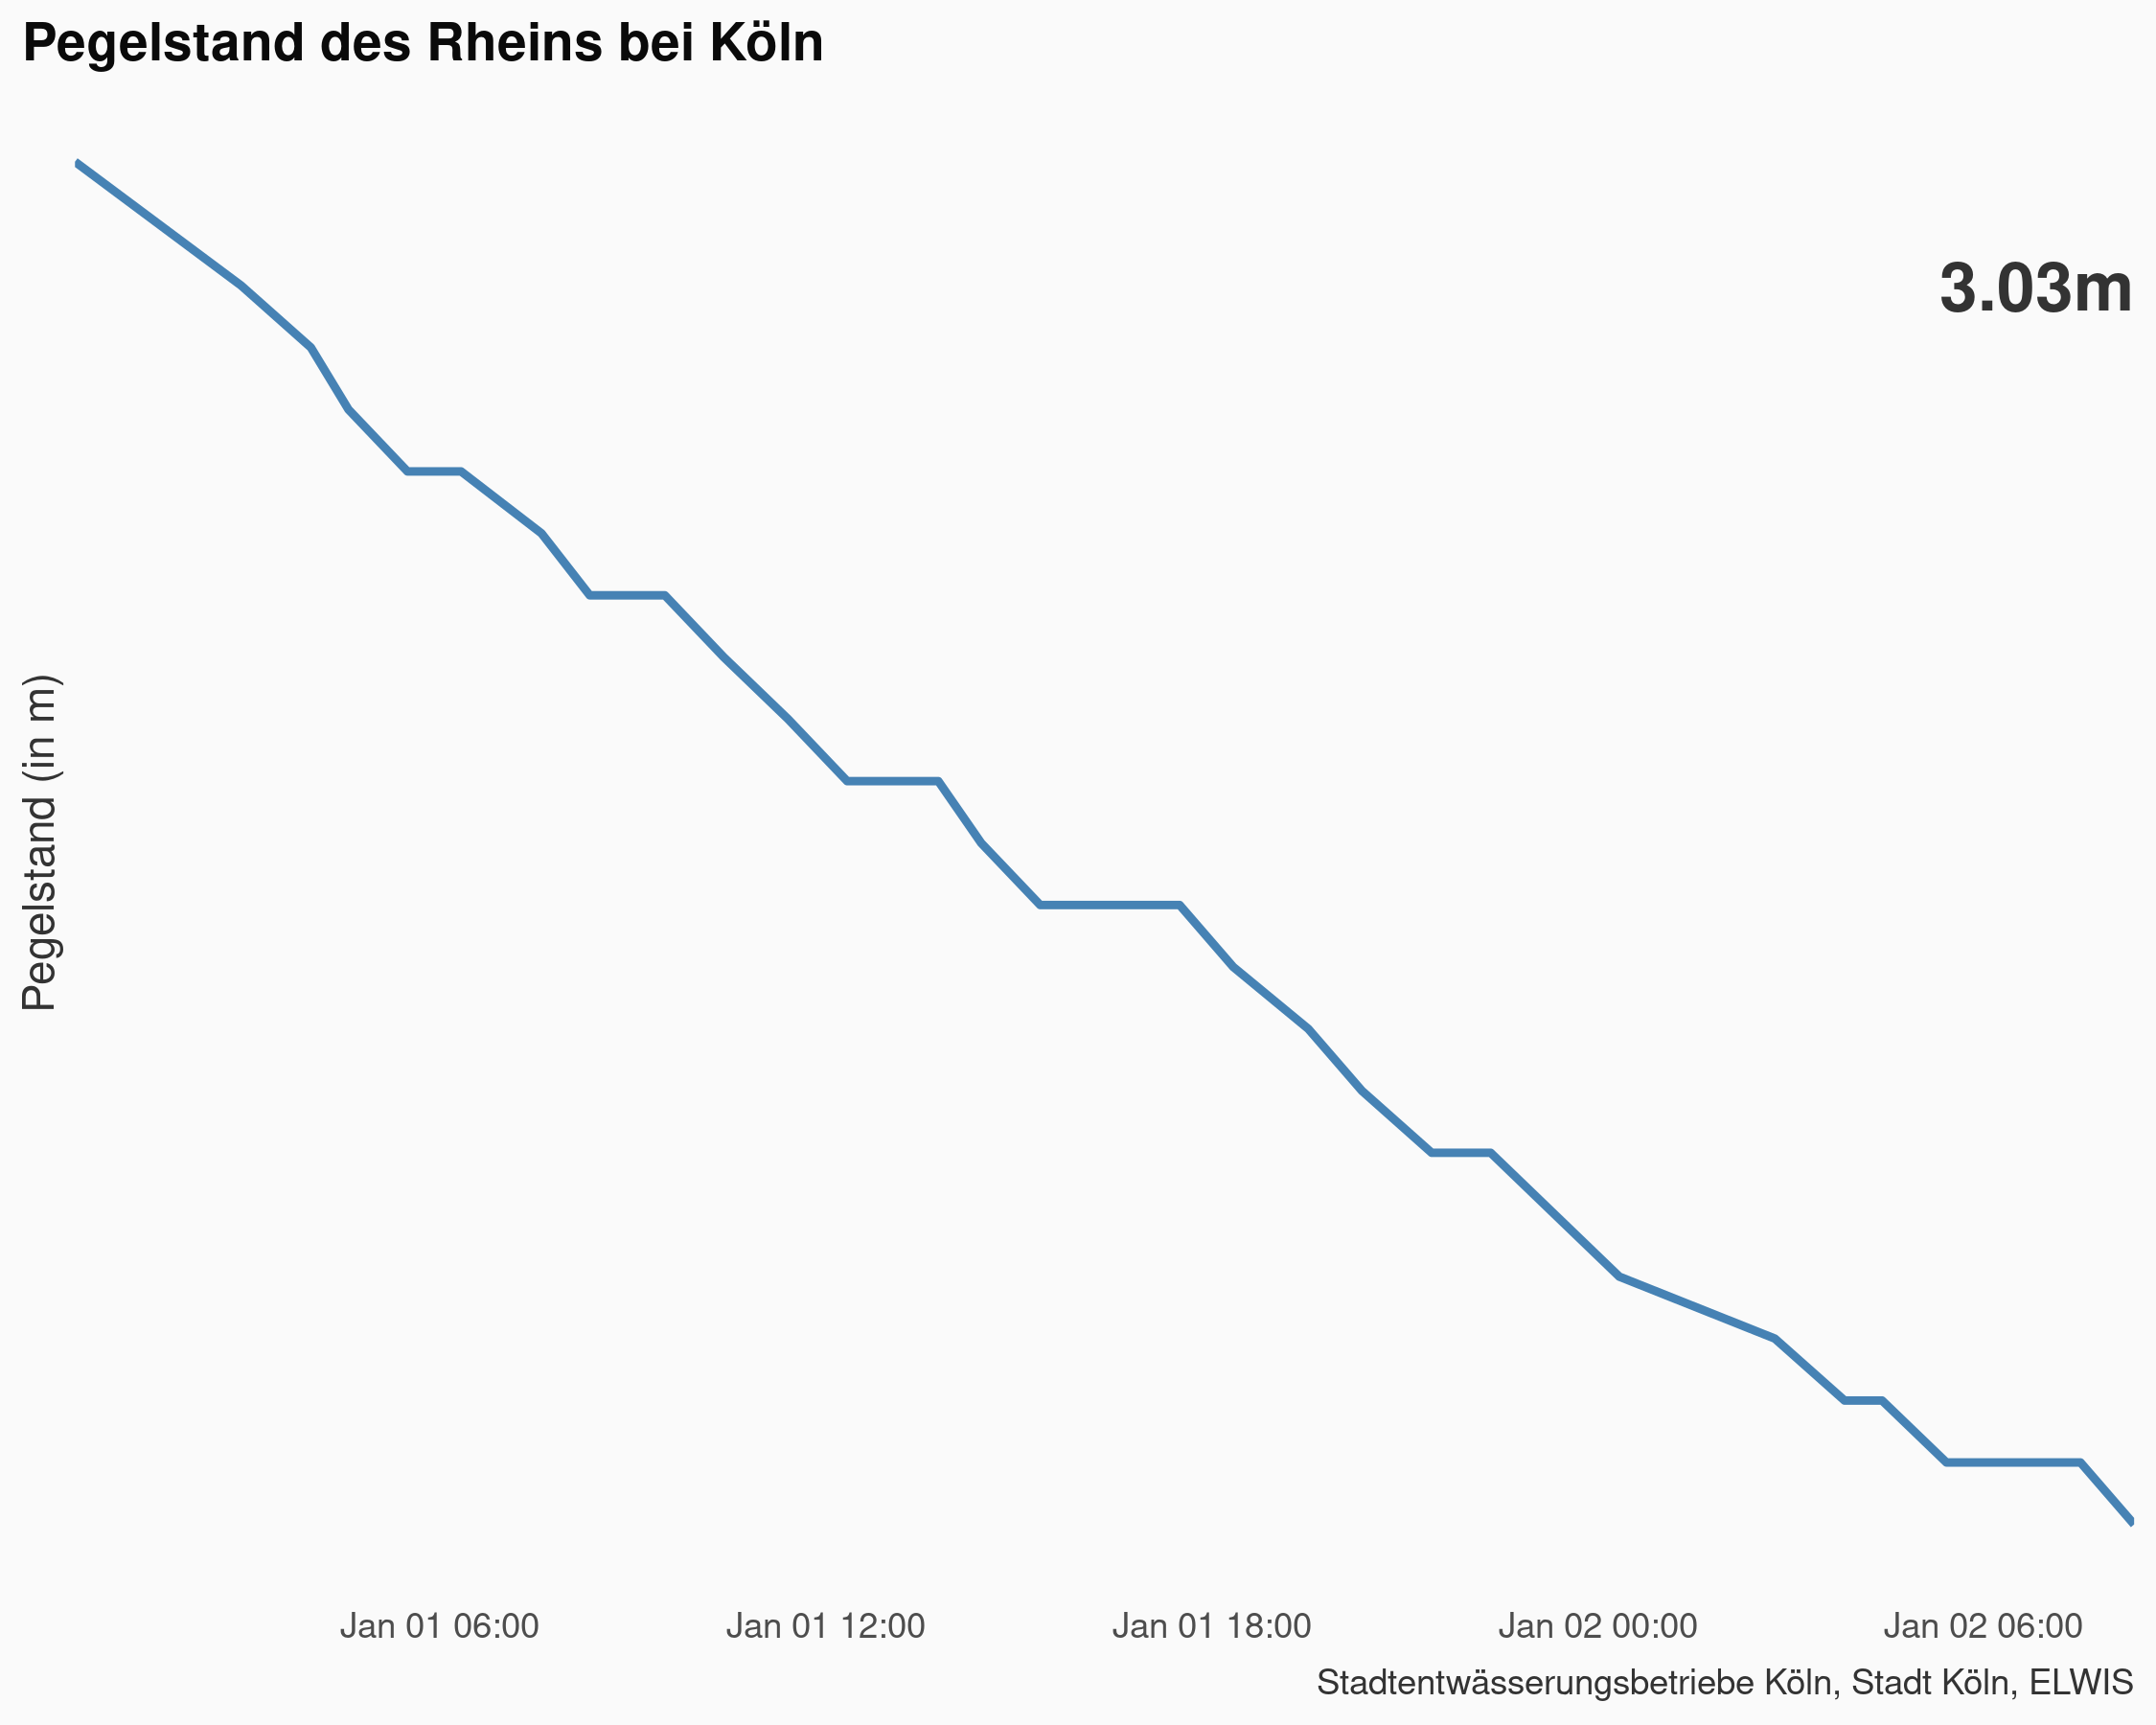 Pegelstand des Rheins bei Köln
3.03m
Pegelstand (in m)
Jan 01 06:00
Jan 01 12:00
Jan 01 18:00
Jan 02 00:00
Jan 02 06:00
Stadtentwässerungsbetriebe Köln, Stadt Köln, ELWIS